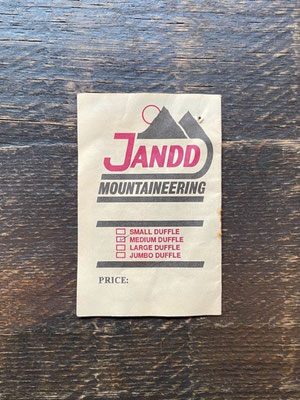 JANDD
MOUNTAINEERING
SMALL DUFFLE
MEDIUM DUFFLE
LARGE DUFFLE
JUMBO DUFFLE
PRICE: